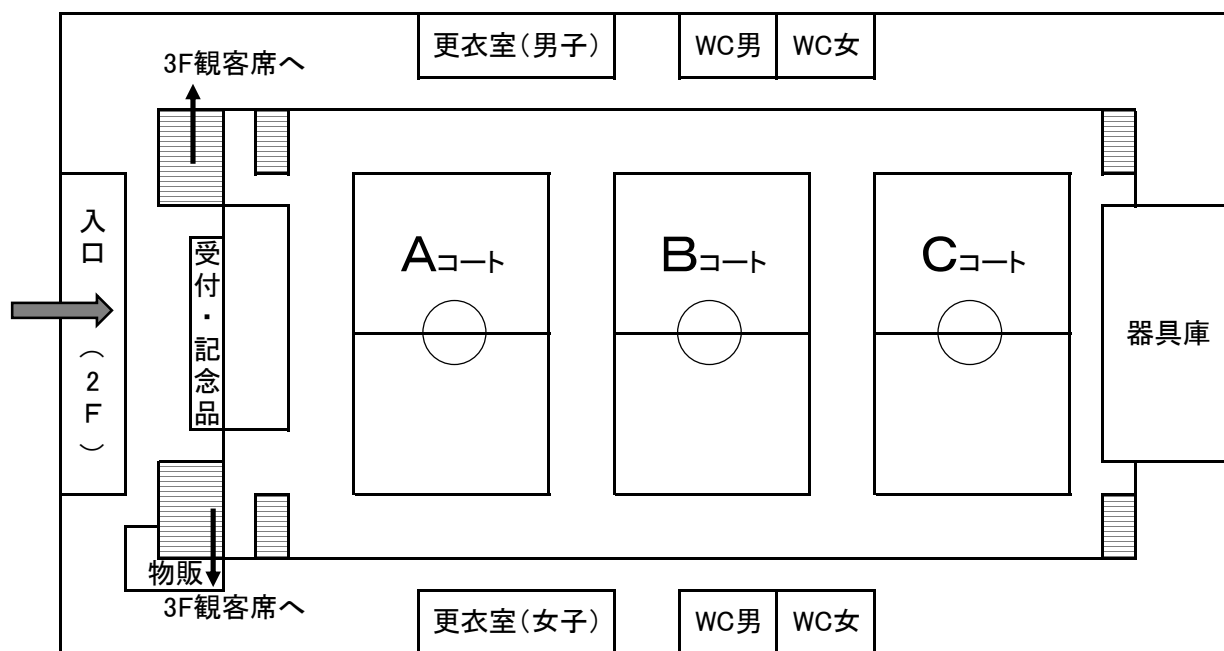 更衣室(男子)
WC男
WC女
3F観客席へ
入口(2F)
受付・記念品
Aコート
Bコート
Cコート
器具庫
物販
3F観客席へ
更衣室(女子)
WC男
WC女